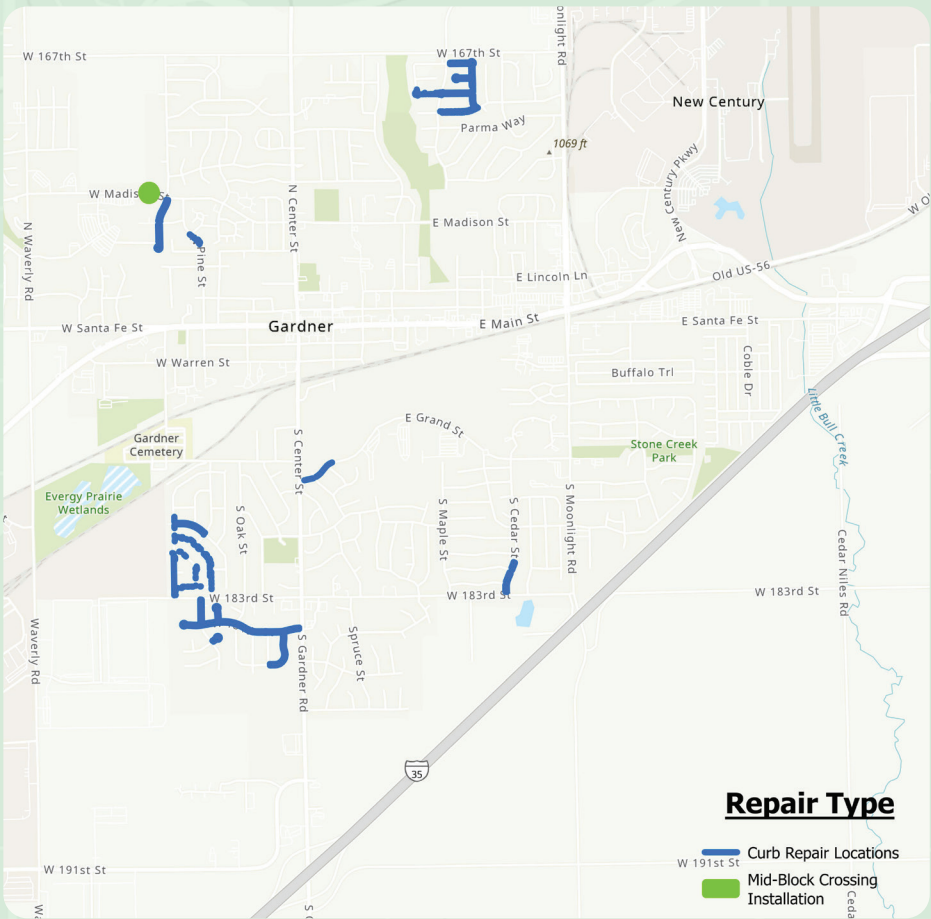 W 167th St
W 167th St
onlight Rd
New Century
Parma Way
1069 ft
New Century Pkwy
W Madis
St
N Center St
E Madison St
N Waverly Rd
Pine St
W Ol
Old US-56
E Lincoln Ln
W Santa Fe St
Gardner
E Main St
E Santa Fe St
W Warren St
Buffalo Trl
Coble Dr
Little Bull Creek
E Grand St
Gardner
Cemetery
S Center St
Stone Creek
Park
Evergy Prairie
Wetlands
S Oak St
S Maple St
S Cedar St
S Moonlight Rd
Cedar Niles Rd
W 183rd St
W 183rd St
W 183rd St
Waverly Rd
S Gardner Rd
Spruce St
35
Repair Type
Curb Repair Locations
W 191st St
W 191st St
Mid-Block Crossing
Installation
Wa
S C
Ceda